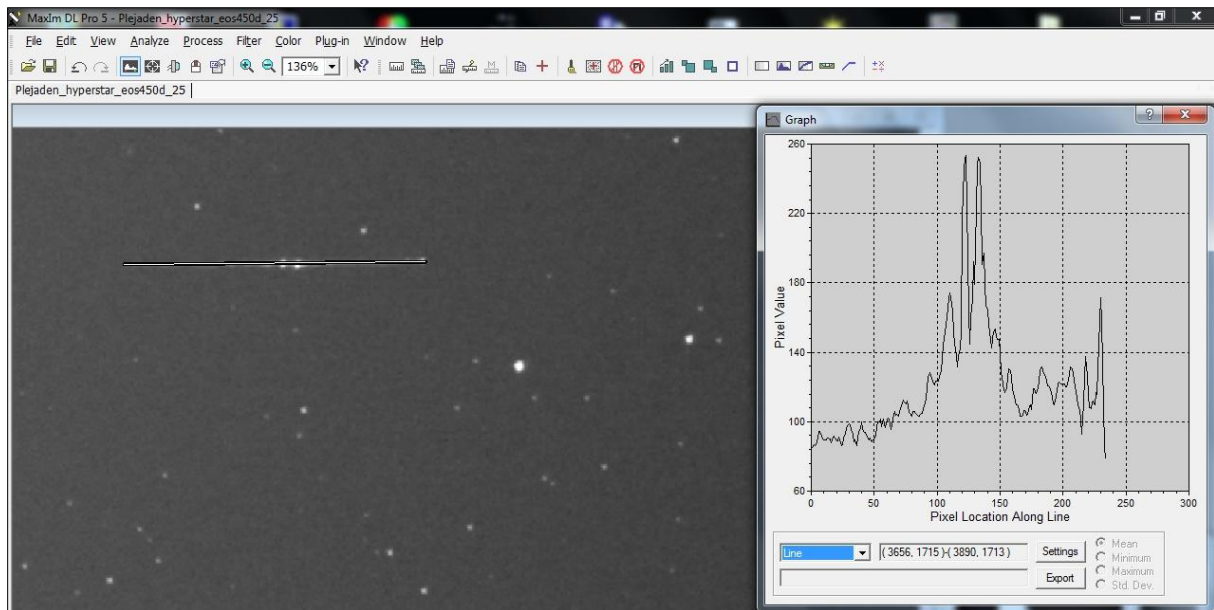 MaxIm DL Pro 5 - Plejaden_hyperstar_eos450d_25
File Edit View Analyze Process Filter Color Plug-in Window Help
136%
Plejaden_hyperstar_eos450d_25
Graph
260
220
180
140
100
60
Pixel Value
0 50 100 150 200 250 300
Pixel Location Along Line
Line
( 3656, 1715 )-( 3890, 1713 )
Settings
Export
Mean
Minimum
Maximum
Std. Dev.